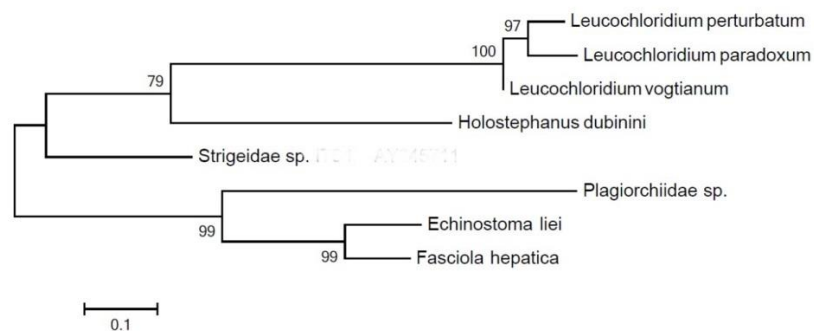 97
Leucochloridium perturbatum
100
Leucochloridium paradoxum
79
Leucochloridium vogtianum
Holostephanus dubinini
Strigeidae sp.
Plagiorchiidae sp.
99
Echinostoma liei
99
Fasciola hepatica
0.1